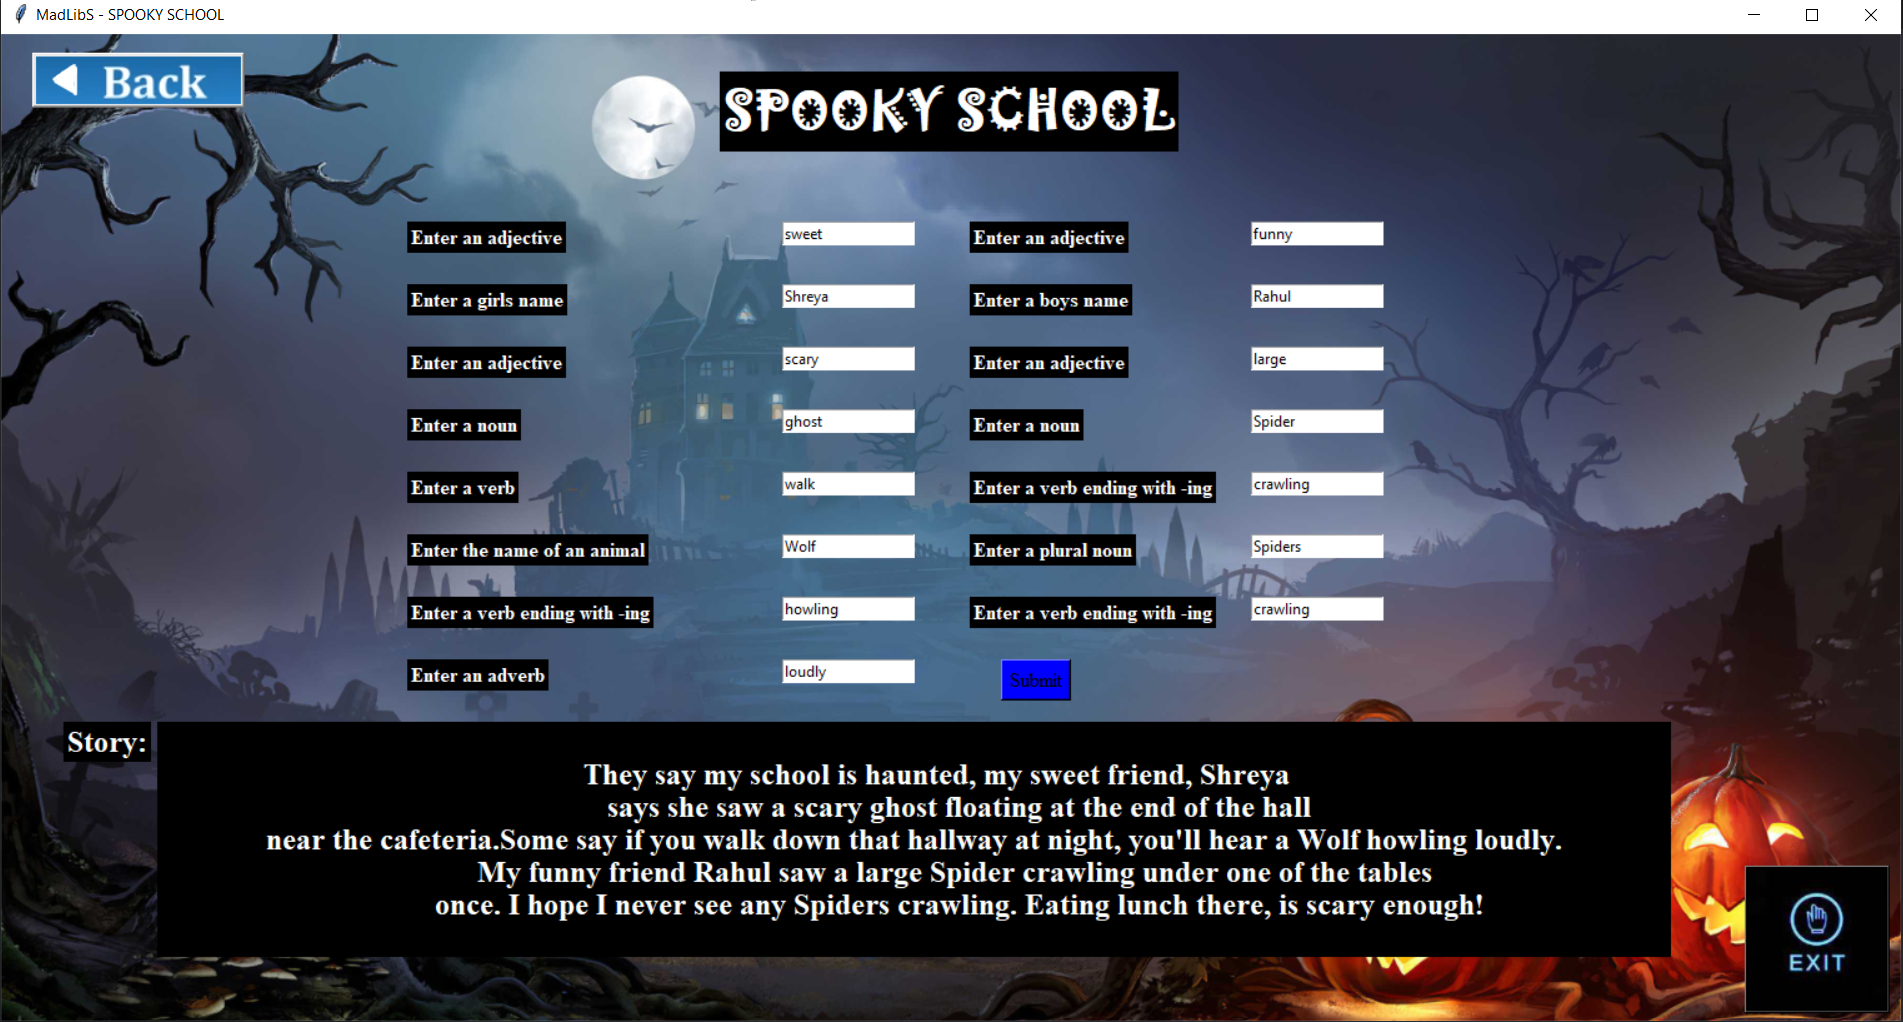 MadLibS - SPOOKY SCHOOL
Back
SPOOKY SCHOOL
Enter an adjective sweet Enter an adjective funny
Enter a girls name Shreya Enter a boys name Rahul
Enter an adjective scary Enter an adjective large
Enter a noun ghost Enter a noun Spider
Enter a verb walk Enter a verb ending with -ing crawling
Enter the name of an animal Wolf Enter a plural noun Spiders
Enter a verb ending with -ing howling Enter a verb ending with -ing crawling
Enter an adverb loudly Submit
Story:
They say my school is haunted, my sweet friend, Shreya
says she saw a scary ghost floating at the end of the hall
near the cafeteria.Some say if you walk down that hallway at night, you'll hear a Wolf howling loudly.
My funny friend Rahul saw a large Spider crawling under one of the tables
once. I hope I never see any Spiders crawling. Eating lunch there, is scary enough!
EXIT